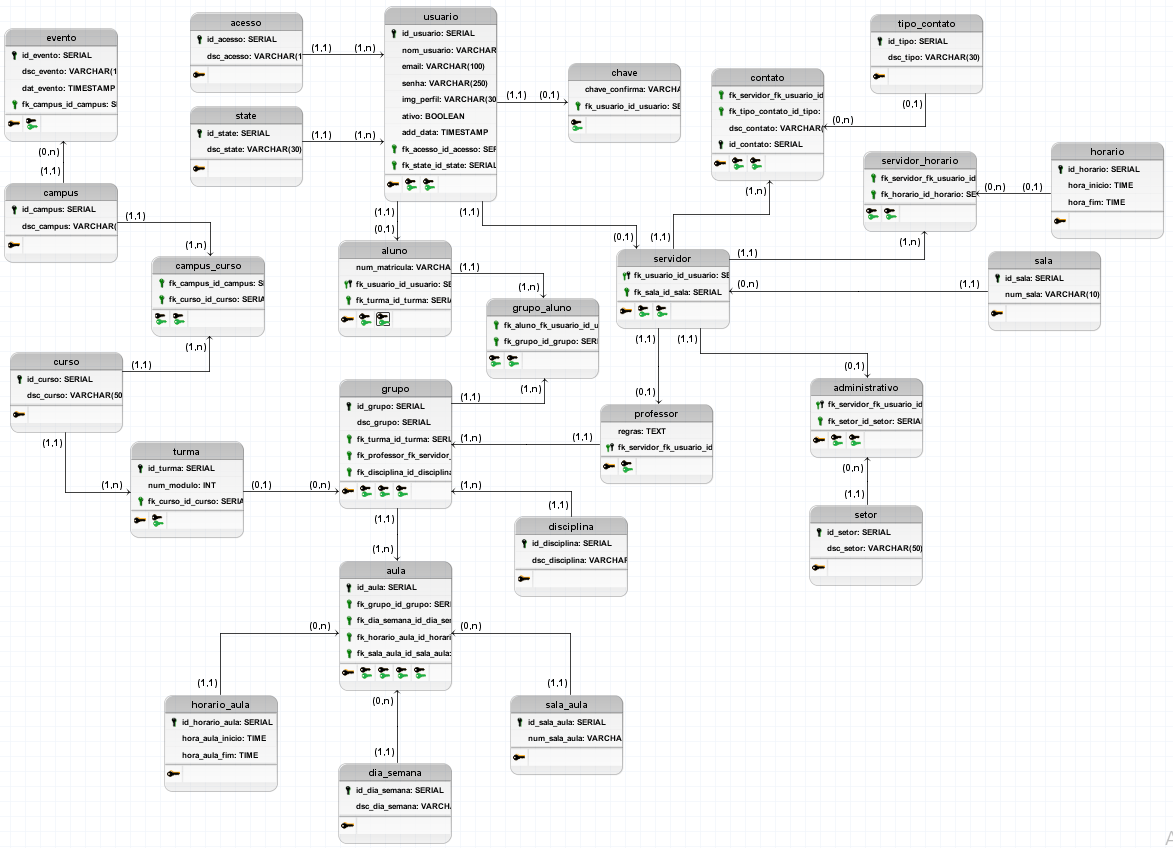 evento
id_evento: SERIAL
dsc_evento: VARCHAR(1
dat_evento: TIMESTAMP
fk_campus_id_campus: SI
acesso
id_acesso: SERIAL
dsc_acesso: VARCHAR(1
(1,1)
(1,n)
state
id_state: SERIAL
dsc_state: VARCHAR(30)
(1,1)
(1,n)
usuario
id_usuario: SERIAL
nom_usuario: VARCHAR
email: VARCHAR(100)
senha: VARCHAR(250)
img_perfil: VARCHAR(30
ativo: BOOLEAN
add_data: TIMESTAMP
fk_acesso_id_acesso: SEF
fk_state_id_state: SERIAL
(1,1)
(0,1)
chave
chave_confirma: VARCHA
fk_usuario_id_usuario: SE
contato
fk_servidor_fk_usuario_id
fk_tipo_contato_id_tipo:
dsc_contato: VARCHAR(
id_contato: SERIAL
tipo_contato
id_tipo: SERIAL
dsc_tipo: VARCHAR(30)
(0,1)
(0,n)
servidor_horario
fk_servidor_fk_usuario_id
fk_horario_id_horario: SE
(0,n)
(0,1)
horario
id_horario: SERIAL
hora_inicio: TIME
hora_fim: TIME
(0,n)
(1,1)
campus
id_campus: SERIAL
dsc_campus: VARCHAR(
(1,1)
(1,n)
campus_curso
fk_campus_id_campus: SI
fk_curso_id_curso: SERIA
(1,n)
(1,1)
(1,1)
(0,1)
(1,1)
(0,1)
(1,1)
(1,n)
aluno
num_matricula: VARCHA
fk_usuario_id_usuario: SE
fk_turma_id_turma: SERIA
(1,1)
(1,n)
grupo_aluno
fk_aluno_fk_usuario_id_u
fk_grupo_id_grupo: SERI
(1,n)
(1,1)
servidor
fk_usuario_id_usuario: SE
fk_sala_id_sala: SERIAL
(1,1)
(1,n)
(0,n)
(1,1)
sala
id_sala: SERIAL
num_sala: VARCHAR(10)
(1,1)
(0,1)
(1,1)
(0,1)
curso
id_curso: SERIAL
dsc_curso: VARCHAR(50
(1,1)
(1,n)
grupo
id_grupo: SERIAL
dsc_grupo: SERIAL
fk_turma_id_turma: SERIA
fk_professor_fk_servidor_
fk_disciplina_id_disciplina
(1,n)
(1,1)
professor
regras: TEXT
fk_servidor_fk_usuario_id
administrativo
fk_servidor_fk_usuario_id
fk_setor_id_setor: SERIAL
(0,n)
(1,1)
turma
id_turma: SERIAL
num_modulo: INT
fk_curso_id_curso: SERIA
(0,1)
(0,n)
(1,n)
(1,1)
disciplina
id_disciplina: SERIAL
dsc_disciplina: VARCHAR
setor
id_setor: SERIAL
dsc_setor: VARCHAR(50)
(1,1)
(1,n)
aula
id_aula: SERIAL
fk_grupo_id_grupo: SERI
fk_dia_semana_id_dia_se
fk_horario_aula_id_horari
fk_sala_aula_id_sala_aula:
(0,n)
(1,1)
(0,n)
(1,1)
horario_aula
id_horario_aula: SERIAL
hora_aula_inicio: TIME
hora_aula_fim: TIME
sala_aula
id_sala_aula: SERIAL
num_sala_aula: VARCHA
(0,n)
(1,1)
dia_semana
id_dia_semana: SERIAL
dsc_dia_semana: VARCH